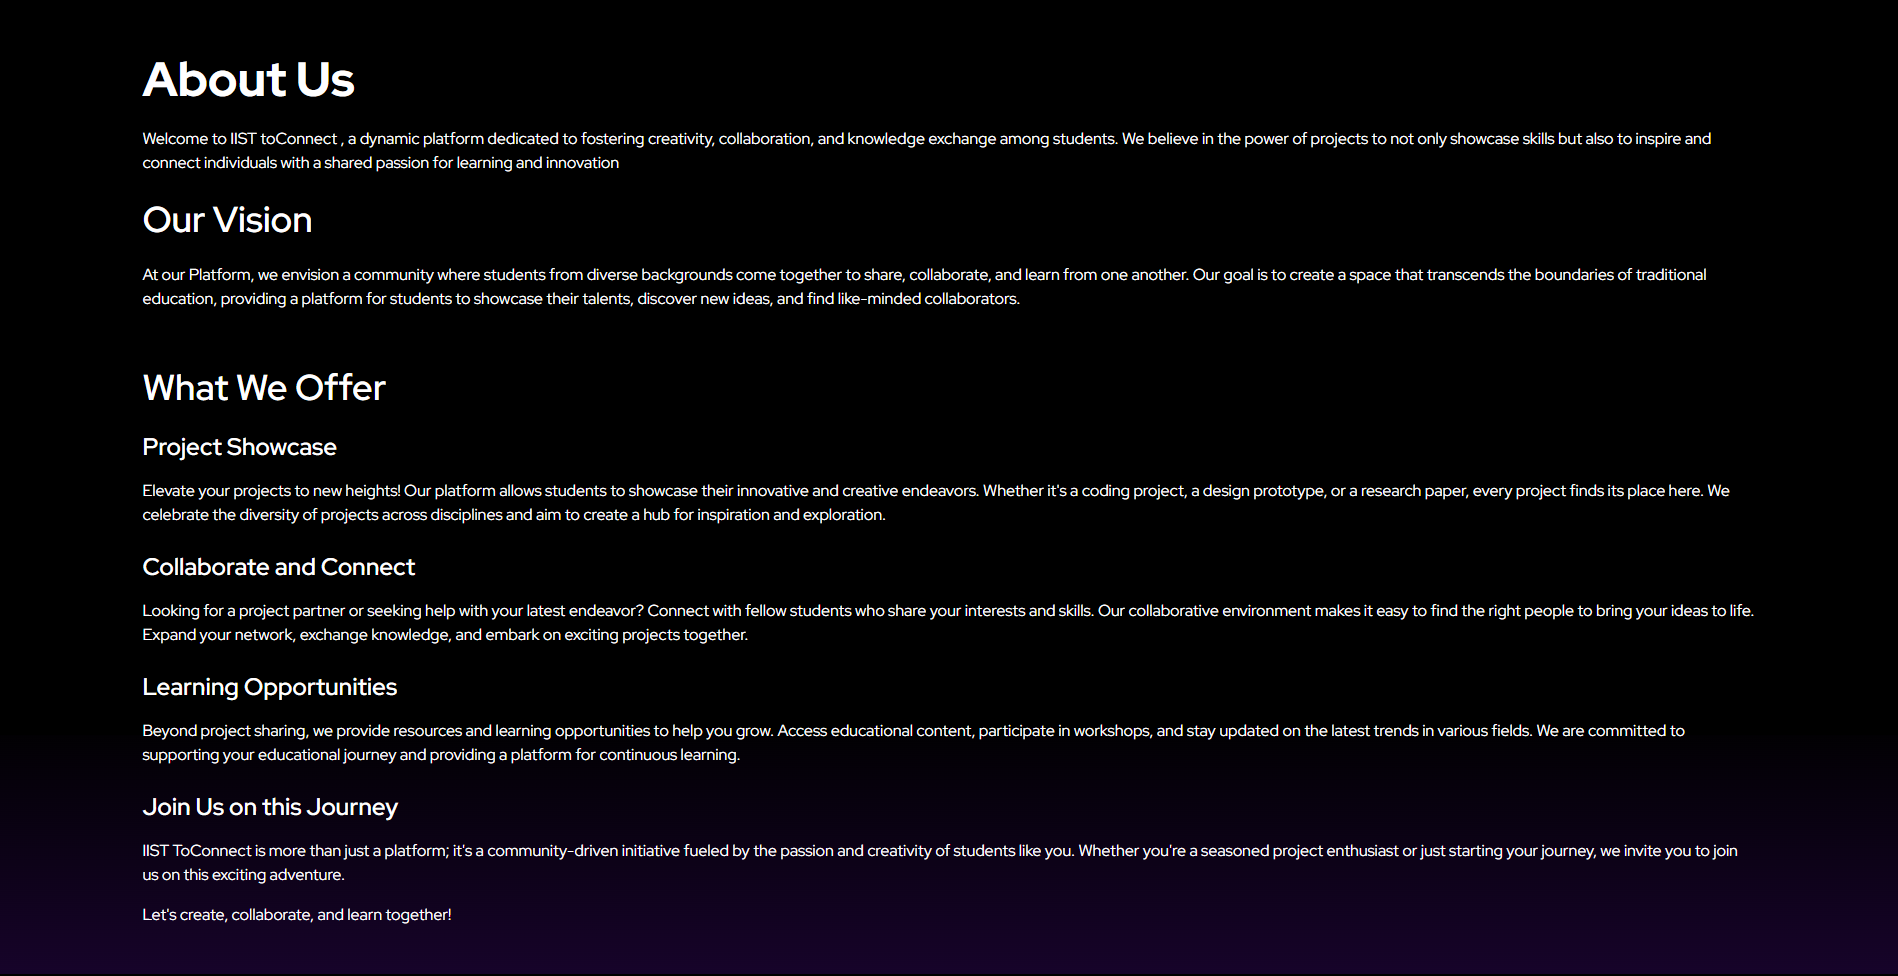 About Us
Welcome to IIST toConnect , a dynamic platform dedicated to fostering creativity, collaboration, and knowledge exchange among students. We believe in the power of projects to not only showcase skills but also to inspire and
connect individuals with a shared passion for learning and innovation
Our Vision
At our Platform, we envision a community where students from diverse backgrounds come together to share, collaborate, and learn from one another. Our goal is to create a space that transcends the boundaries of traditional
education, providing a platform for students to showcase their talents, discover new ideas, and find like-minded collaborators.
What We Offer
Project Showcase
Elevate your projects to new heights! Our platform allows students to showcase their innovative and creative endeavors. Whether it's a coding project, a design prototype, or a research paper, every project finds its place here. We
celebrate the diversity of projects across disciplines and aim to create a hub for inspiration and exploration.
Collaborate and Connect
Looking for a project partner or seeking help with your latest endeavor? Connect with fellow students who share your interests and skills. Our collaborative environment makes it easy to find the right people to bring your ideas to life.
Expand your network, exchange knowledge, and embark on exciting projects together.
Learning Opportunities
Beyond project sharing, we provide resources and learning opportunities to help you grow. Access educational content, participate in workshops, and stay updated on the latest trends in various fields. We are committed to
supporting your educational journey and providing a platform for continuous learning.
Join Us on this Journey
IIST ToConnect is more than just a platform; it's a community-driven initiative fueled by the passion and creativity of students like you. Whether you're a seasoned project enthusiast or just starting your journey, we invite you to join
us on this exciting adventure.
Let's create, collaborate, and learn together!